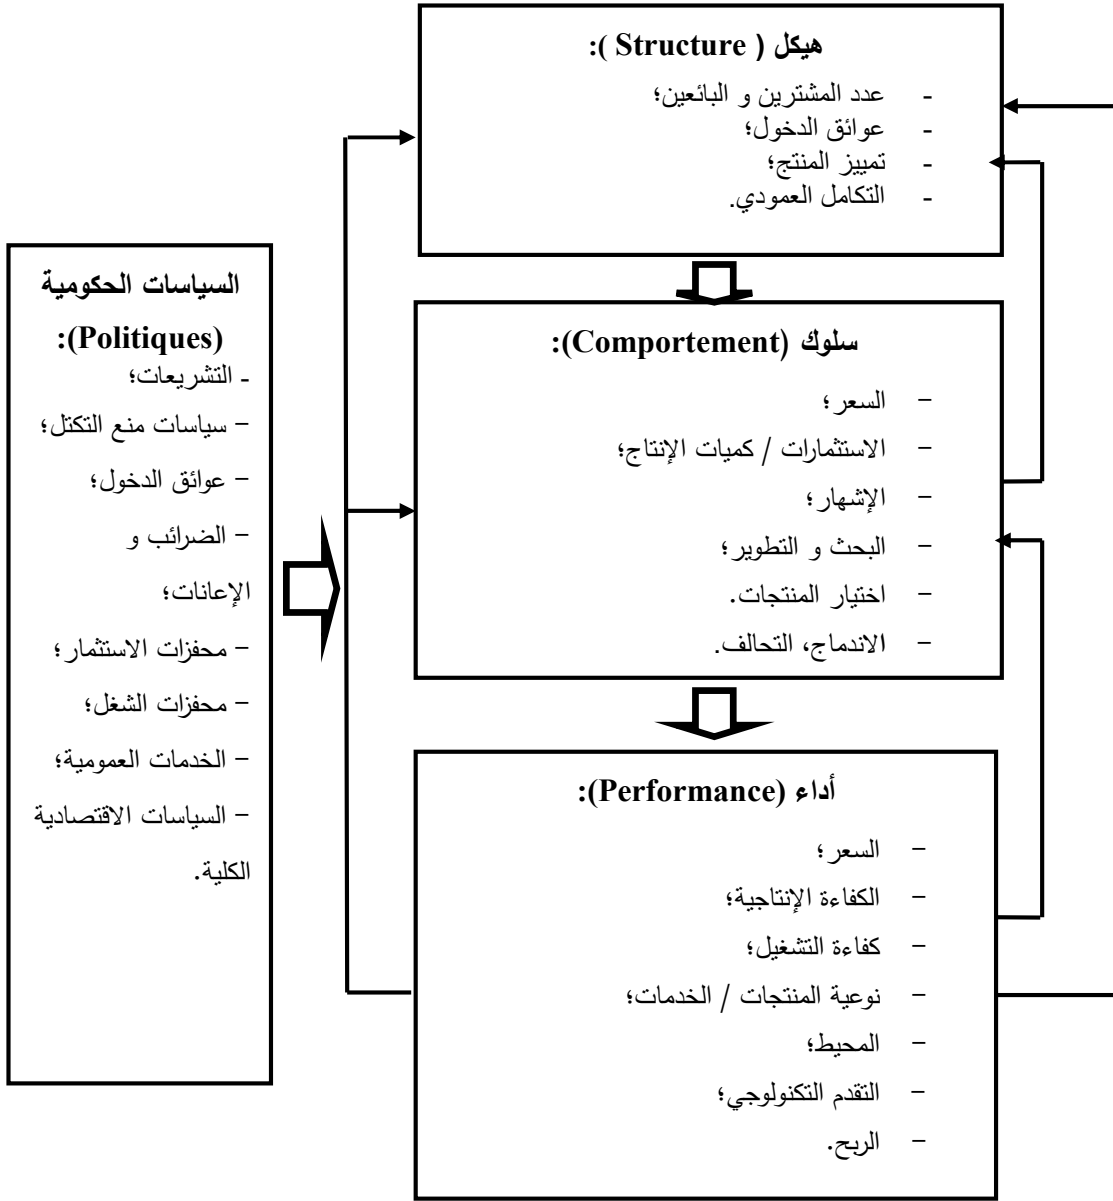 هيكل ( Structure ):
- عدد المشترين و البائعين؛
- عوائق الدخول؛
- تمييز المنتج؛
- التكامل العمودي.
السياسات الحكومية
(Politiques):
- التشريعات؛
- سياسات منع التكتل؛
- عوائق الدخول؛
- الضرائب و
الإعانات؛
- محفزات الاستثمار؛
- محفزات الشغل؛
- الخدمات العمومية؛
- السياسات الاقتصادية
الكلية.
سلوك (Comportement):
- السعر؛
- الاستثمارات / كميات الإنتاج؛
- الإشهار؛
- البحث و التطوير؛
- اختيار المنتجات.
- الاندماج، التحالف.
أداء (Performance):
- السعر؛
- الكفاءة الإنتاجية؛
- كفاءة التشغيل؛
- نوعية المنتجات / الخدمات؛
- المحيط؛
- التقدم التكنولوجي؛
- الربح.